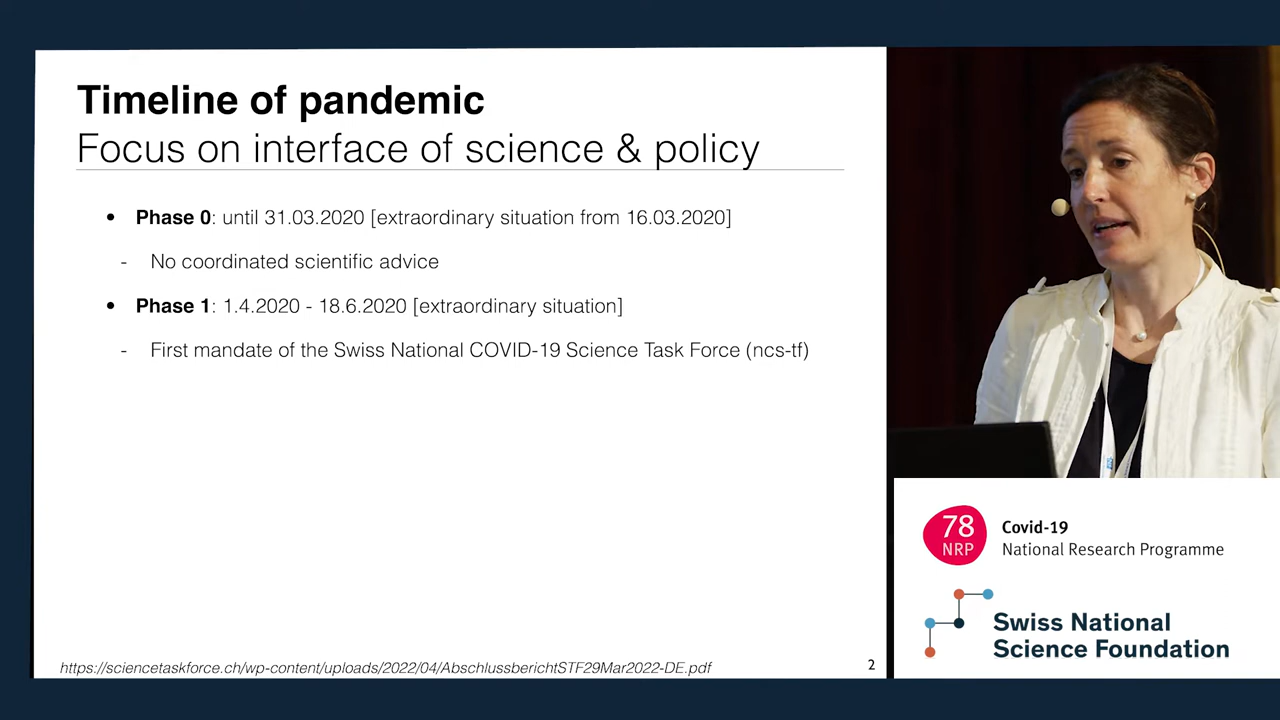 Timeline of pandemic
Focus on interface of science & policy
• Phase 0: until 31.03.2020 [extraordinary situation from 16.03.2020]
- No coordinated scientific advice
• Phase 1: 1.4.2020 - 18.6.2020 [extraordinary situation]
- First mandate of the Swiss National COVID-19 Science Task Force (ncs-tf)
https://sciencetaskforce.ch/wp-content/uploads/2022/04/AbschlussberichtSTF29Mar2022-DE.pdf
2
78
NRP
Covid-19
National Research Programme
Swiss National
Science Foundation